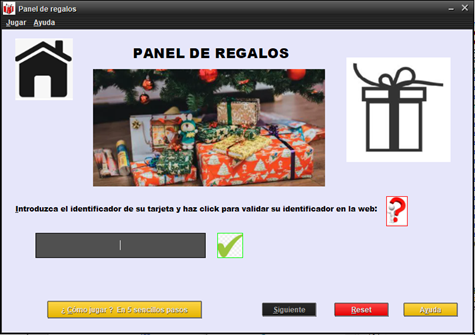 Panel de regalos
Jugar Ayuda
PANEL DE REGALOS
Introduzca el identificador de su tarjeta y haz click para validar su identificador en la web:
¿ Cómo jugar ? En 5 sencillos pasos
Siguiente
Reset
Ayuda